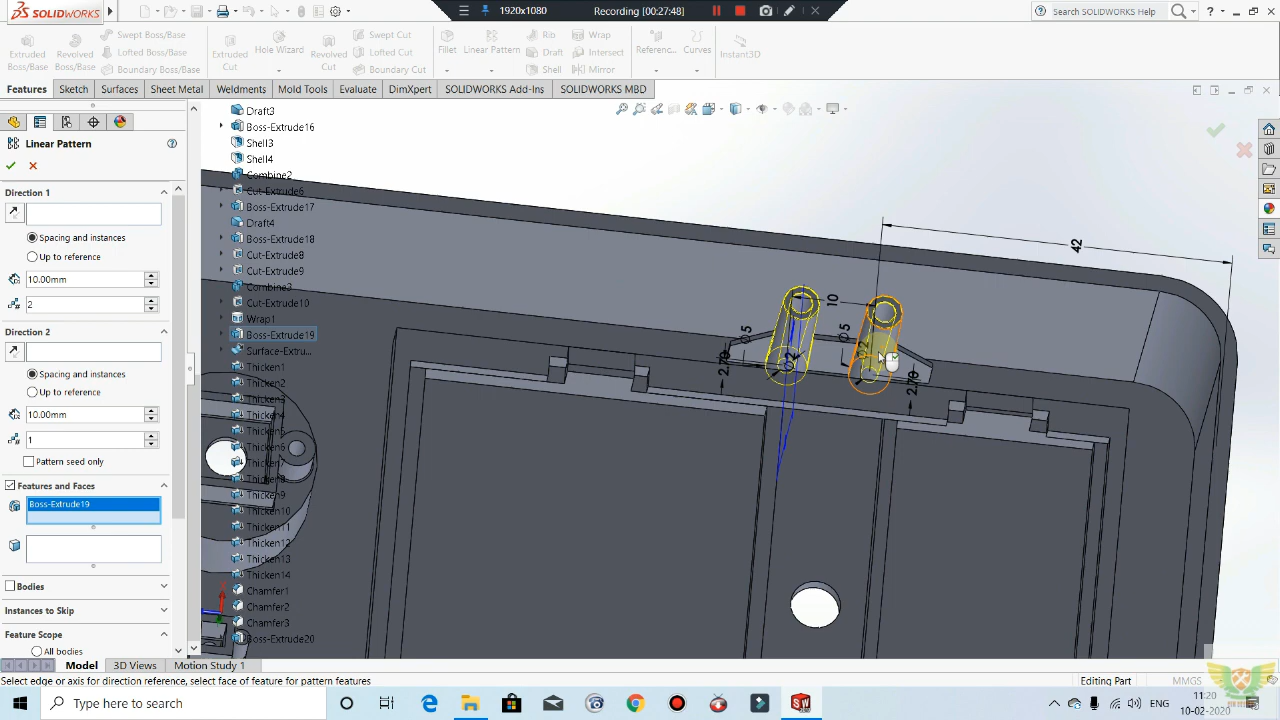 SOLIDWORKS
1920x1080
Recording [00:27:48]
Search SOLIDWORKS Help
Extruded Boss/Base
Revolved Boss/Base
Swept Boss/Base
Lofted Boss/Base
Boundary Boss/Base
Extruded Cut
Hole Wizard
Revolved Cut
Swept Cut
Lofted Cut
Boundary Cut
Fillet
Linear Pattern
Rib
Draft
Shell
Wrap
Intersect
Mirror
Referenc...
Curves
Instant3D
Features
Sketch
Surfaces
Sheet Metal
Weldments
Mold Tools
Evaluate
DimXpert
SOLIDWORKS Add-Ins
SOLIDWORKS MBD
Linear Pattern
Direction 1
Spacing and instances
Up to reference
10.00mm
2
Direction 2
Spacing and instances
Up to reference
10.00mm
1
Pattern seed only
Features and Faces
Boss-Extrude19
Bodies
Instances to Skip
Feature Scope
All bodies
Draft3
Boss-Extrude16
Shell3
Shell4
Combine2
Cut-Extrude6
Boss-Extrude17
Draft4
Boss-Extrude18
Cut-Extrude8
Cut-Extrude9
Combine3
Cut-Extrude10
Wrap1
Boss-Extrude19
Surface-Extru...
Thicken1
Thicken2
Thicken3
Thicken4
Thicken5
Thicken6
Thicken7
Thicken8
Thicken9
Thicken10
Thicken11
Thicken12
Thicken13
Thicken14
Chamfer1
Chamfer2
Chamfer3
Boss-Extrude20
42
10
Ø5
Ø5
Ø2
Ø2
2.70
2.70
Model
3D Views
Motion Study 1
Select edge or axis for direction reference, select face of feature for pattern features
Editing Part
MMGS
Type here to search
ENG
11:20
10-02-2020